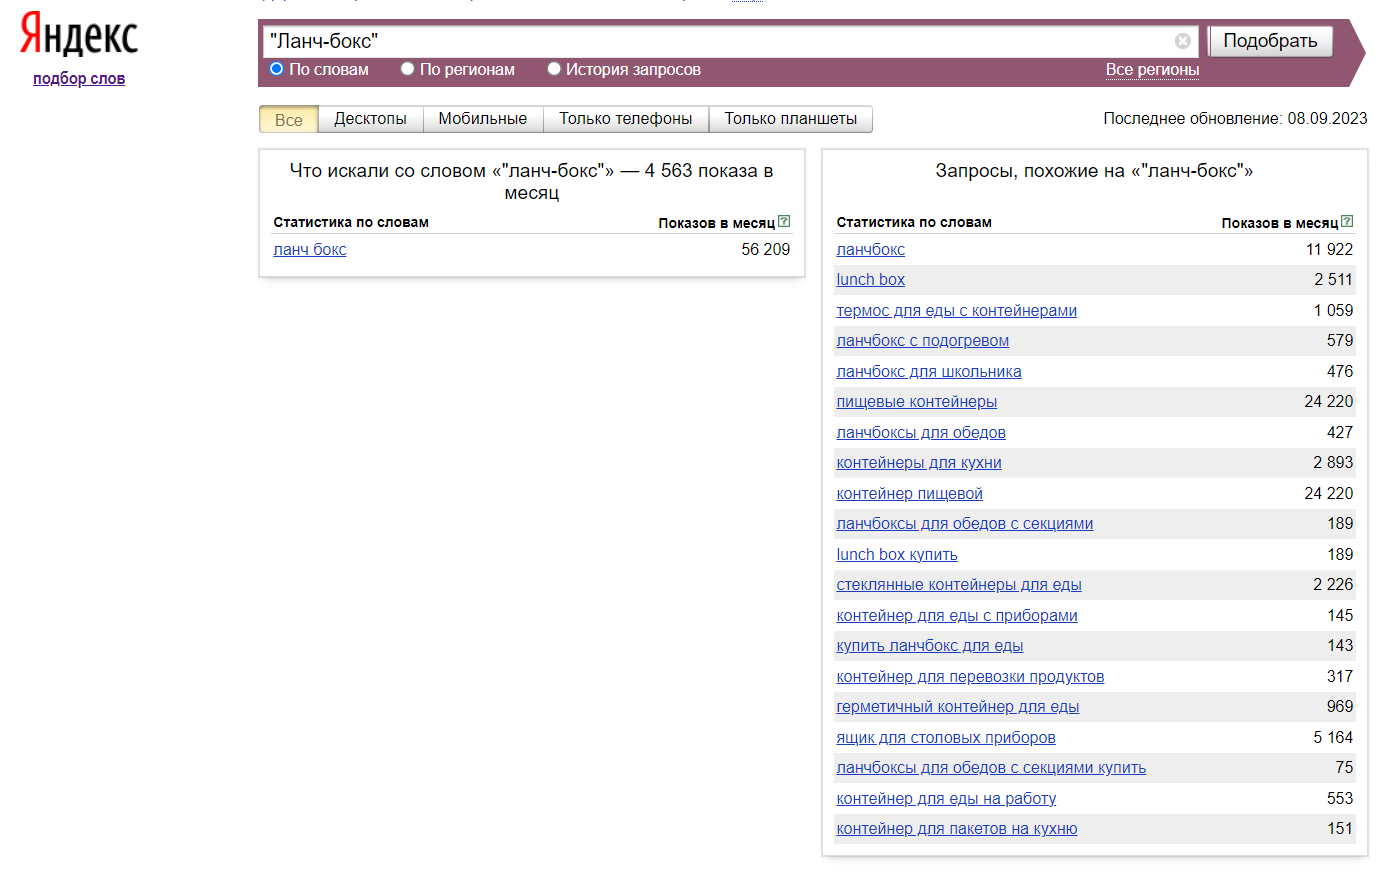 Яндекс
подбор слов
"Ланч-бокс"
Подобрать
По словам
По регионам
История запросов
Все регионы
Все
Десктопы
Мобильные
Только телефоны
Только планшеты
Последнее обновление: 08.09.2023
Что искали со словом «"ланч-бокс"» — 4 563 показа в
месяц
Статистика по словам Показов в месяц ?
ланч бокс 56 209
Запросы, похожие на «"ланч-бокс"»
Статистика по словам Показов в месяц ?
ланчбокс 11 922
lunch box 2 511
термос для еды с контейнерами 1 059
ланчбокс с подогревом 579
ланчбокс для школьника 476
пищевые контейнеры 24 220
ланчбоксы для обедов 427
контейнеры для кухни 2 893
контейнер пищевой 24 220
ланчбоксы для обедов с секциями 189
lunch box купить 189
стеклянные контейнеры для еды 2 226
контейнер для еды с приборами 145
купить ланчбокс для еды 143
контейнер для перевозки продуктов 317
герметичный контейнер для еды 969
ящик для столовых приборов 5 164
ланчбоксы для обедов с секциями купить 75
контейнер для еды на работу 553
контейнер для пакетов на кухню 151